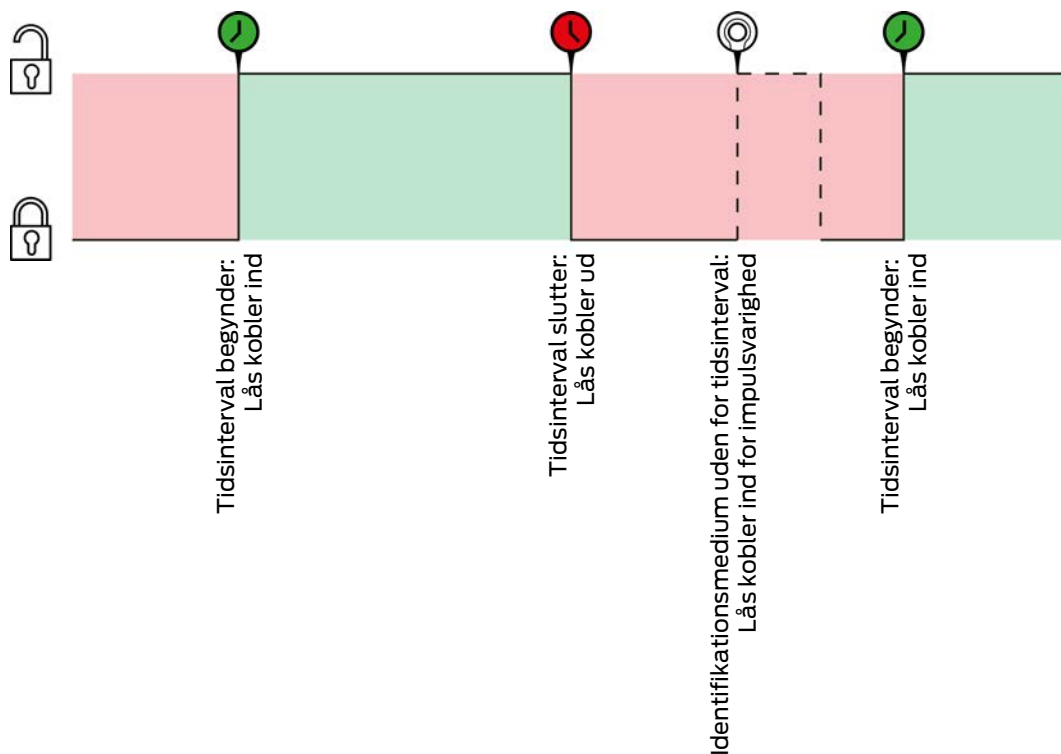 Tidsinterval begynder:
Lås kobler ind
Tidsinterval slutter:
Lås kobler ud
Identifikationsmedium uden for tidsinterval:
Lås kobler ind for impulsvarighed
Tidsinterval begynder:
Lås kobler ind